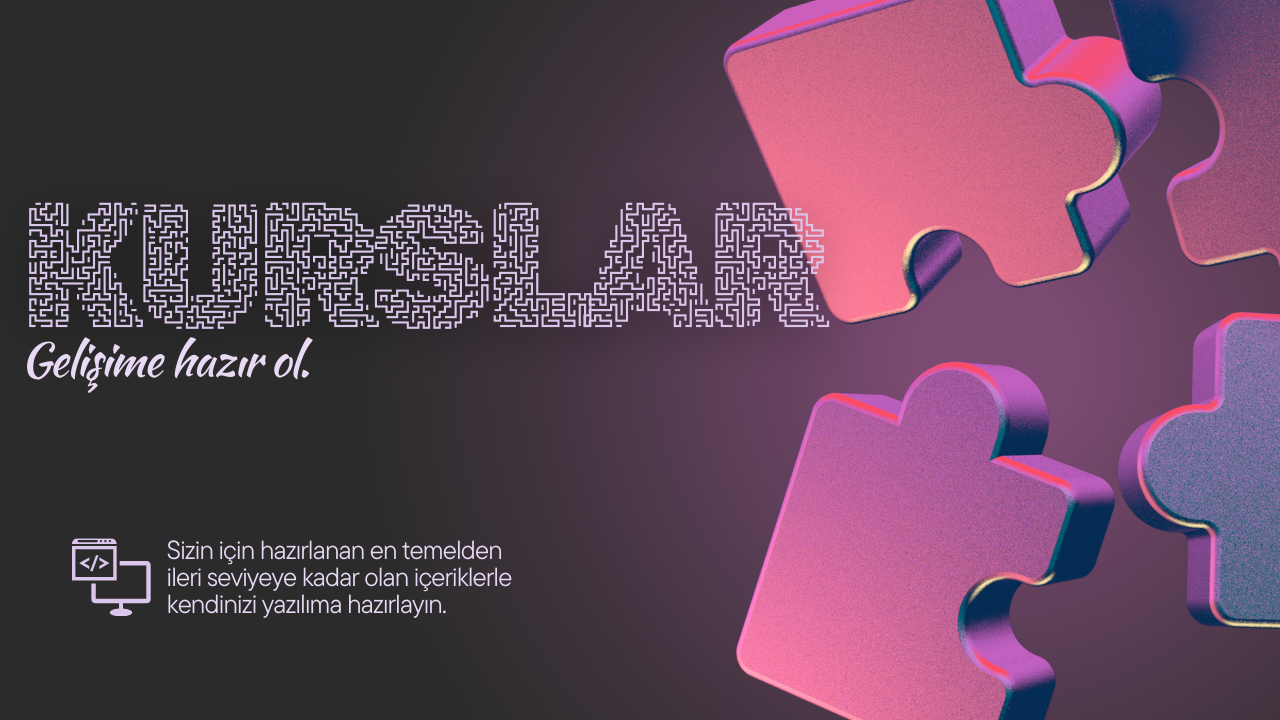 KURSLAR
Gelişime hazır ol.
</>
Sizin için hazırlanan en temelden
ileri seviyeye kadar olan içeriklerle
kendinizi yazılıma hazırlayın.